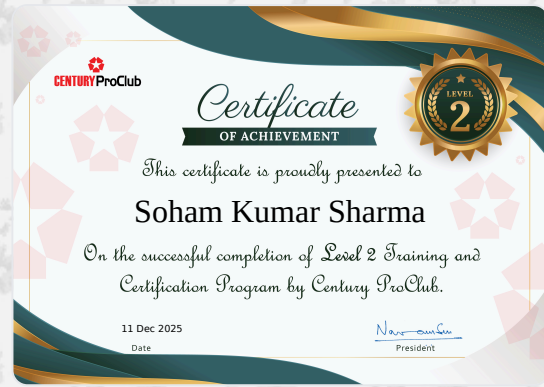 CENTURY ProClub
LEVEL
2
Certificate
OF ACHIEVEMENT
This certificate is proudly presented to
Soham Kumar Sharma
On the successful completion of Level 2 Training and
Certification Program by Century ProClub.
11 Dec 2025
Date
President